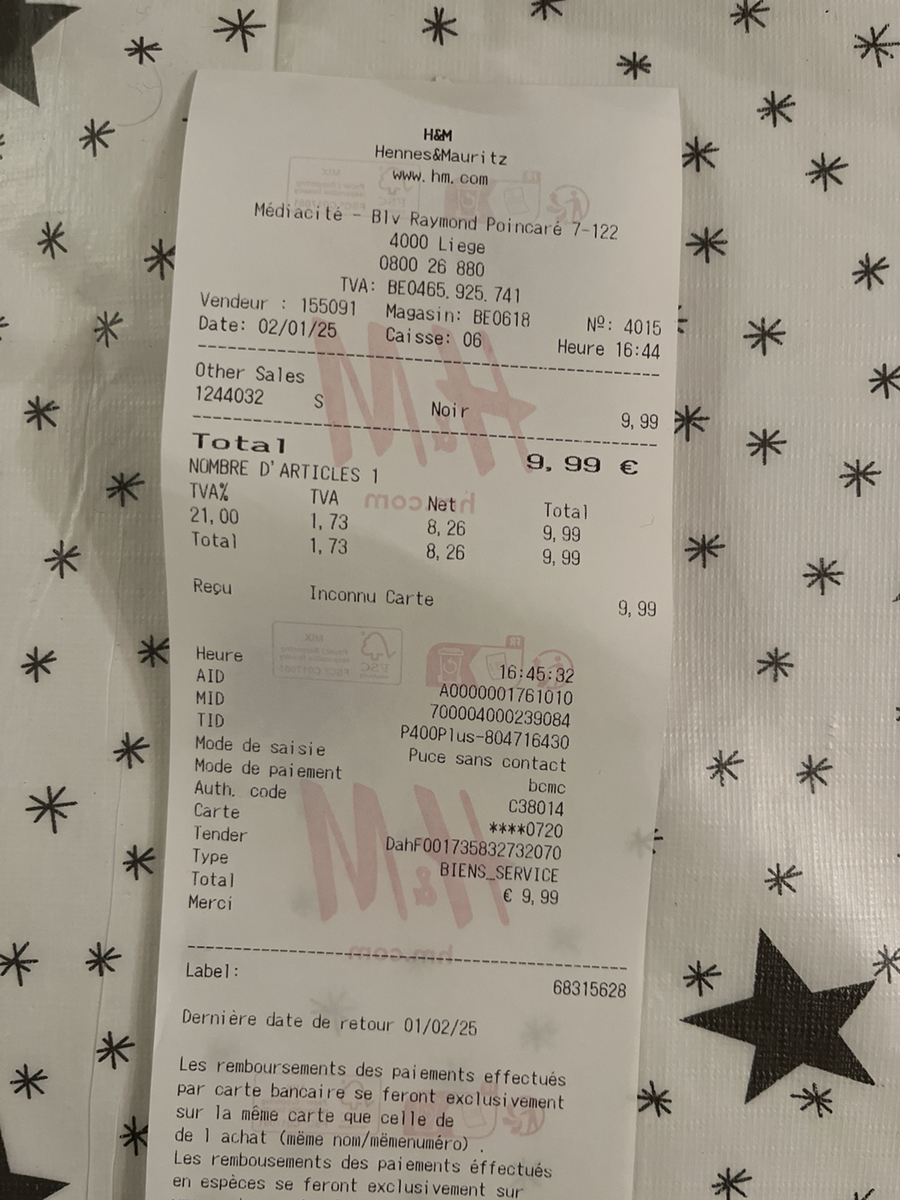 H&M
Hennes&Mauritz
www.hm.com
Médiacité - Blv Raymond Poincaré 7-122
4000 Liege
0800 26 880
TVA: BE0465.925.741
Vendeur : 155091 Magasin: BE0618 Nº: 4015
Date: 02/01/25 Caisse: 06 Heure 16:44
Other Sales
1244032 S Noir 9,99
Total 9,99 €
NOMBRE D'ARTICLES 1
TVA% TVA Net Total
21,00 1,73 8,26 9,99
Total 1,73 8,26 9,99
Reçu Inconnu Carte 9,99
Heure 16:45:32
AID A0000001761010
MID 700004000239084
TID P400Plus-804716430
Mode de saisie Puce sans contact
Mode de paiement bcmc
Auth. code C38014
Carte ****0720
Tender DahF001735832732070
Type BIENS_SERVICE
Total € 9,99
Merci
Label: 68315628
Dernière date de retour 01/02/25
Les remboursements des paiements effectués
par carte bancaire se feront exclusivement
sur la même carte que celle de
de l achat (mëme nom/mëmenuméro) .
Les rembousements des paiements éffectués
en espèces se feront exclusivement sur
H&M
hm.com
H&M
hm.com